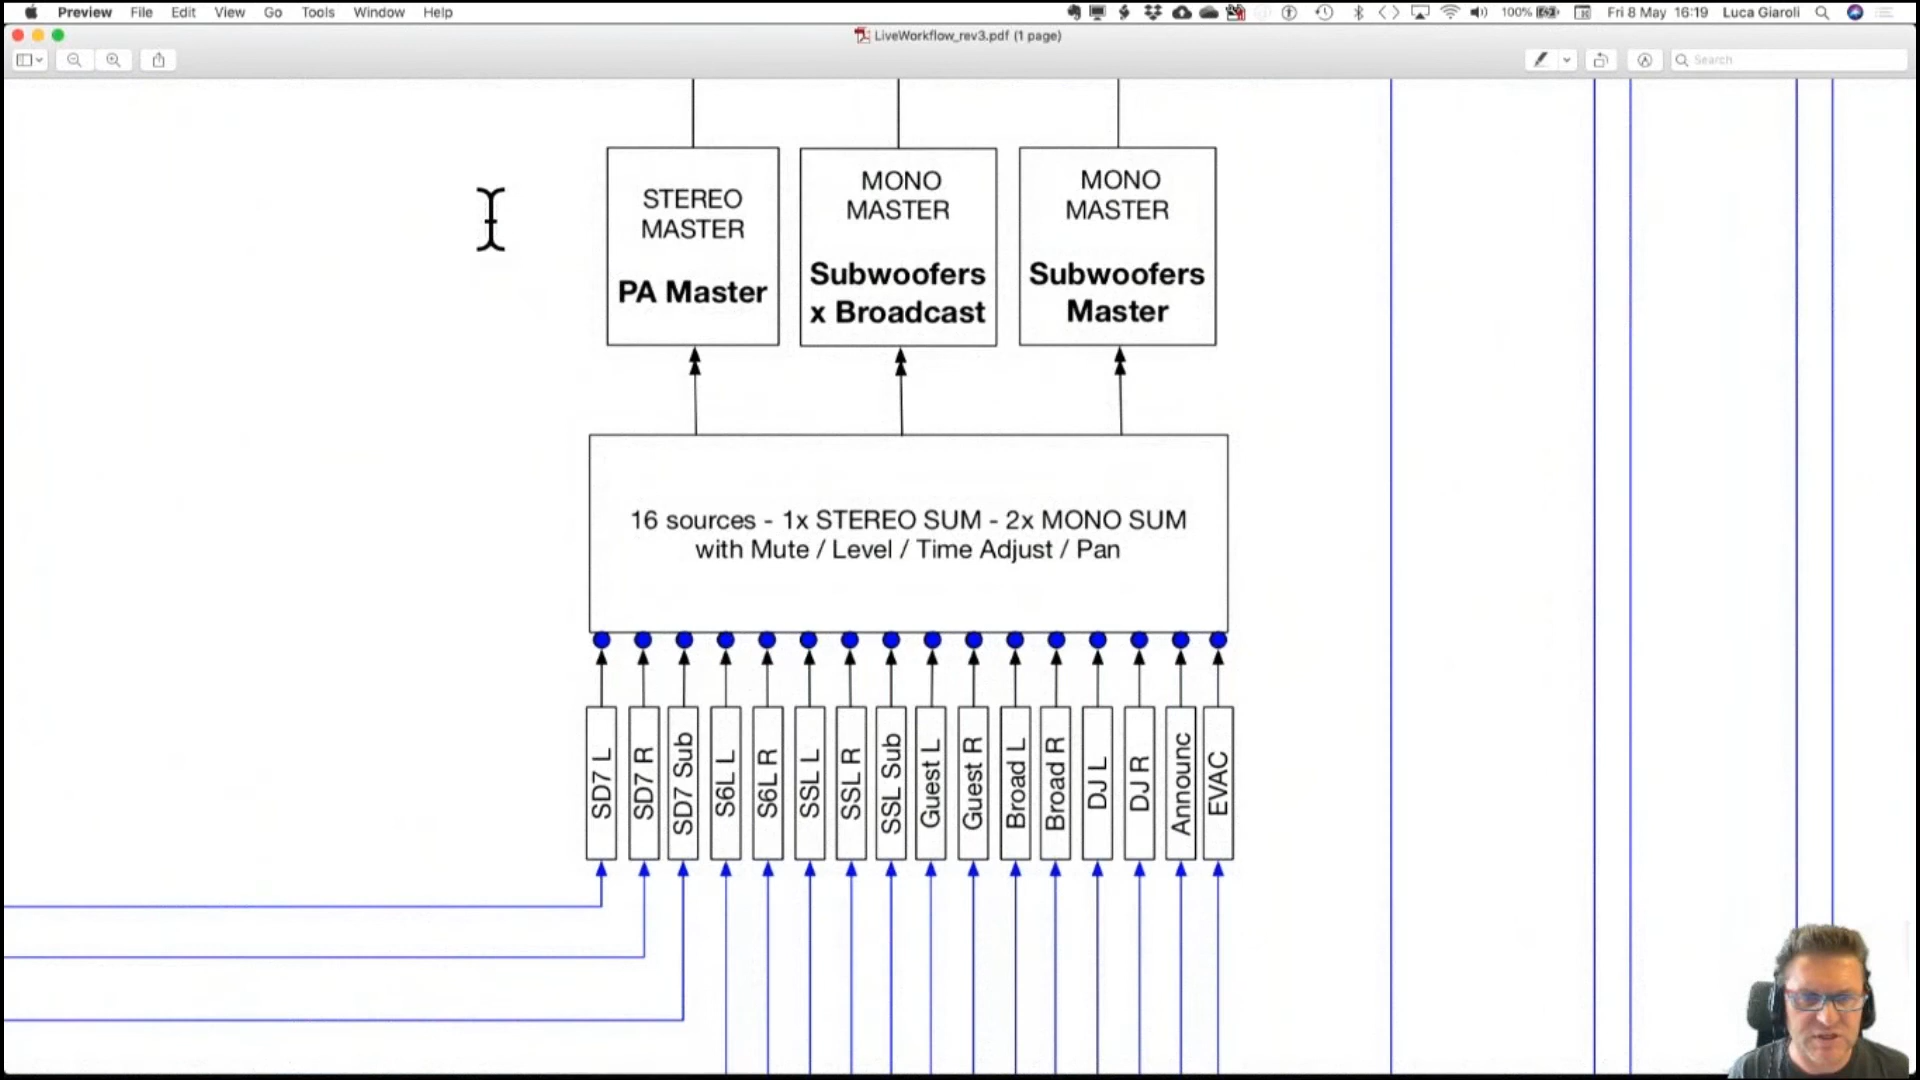 Preview File Edit View Go Tools Window Help 100% Fri 8 May 16:19 Luca Giaroli
LiveWorkflow_rev3.pdf (1 page)
Search
STEREO
MASTER
PA Master
MONO
MASTER
Subwoofers
x Broadcast
MONO
MASTER
Subwoofers
Master
16 sources - 1x STEREO SUM - 2x MONO SUM
with Mute / Level / Time Adjust / Pan
SD7 L
SD7 R
SD7 Sub
S6L L
S6L R
SSL L
SSL R
SSL Sub
Guest L
Guest R
Broad L
Broad R
DJ L
DJ R
Announc
EVAC